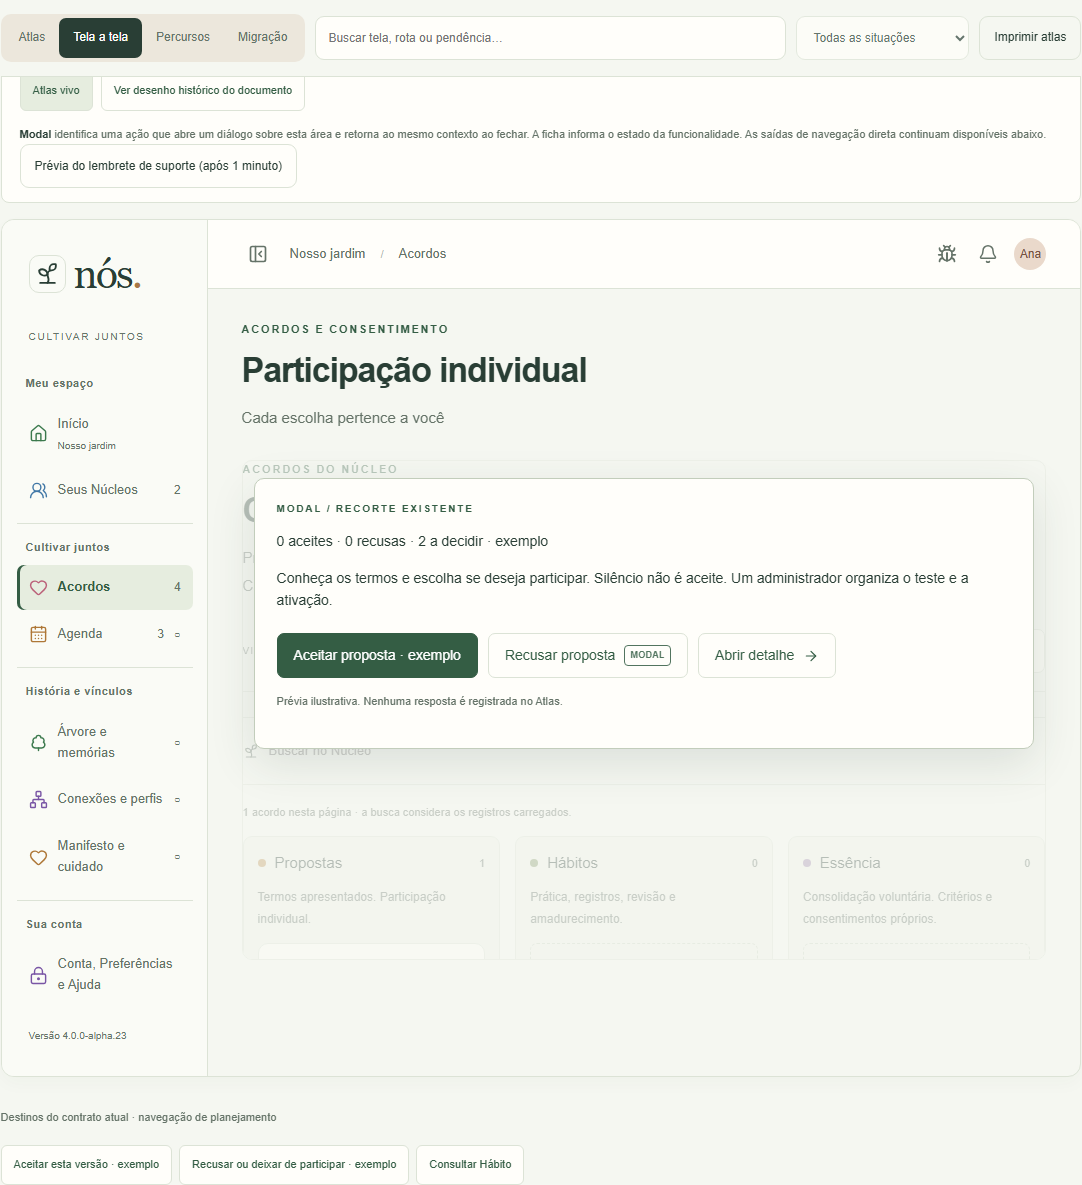 Atlas
Tela a tela
Percursos
Migração
Buscar tela, rota ou pendência...
Todas as situações
Imprimir atlas
Atlas vivo
Ver desenho histórico do documento
Modal identifica uma ação que abre um diálogo sobre esta área e retorna ao mesmo contexto ao fechar. A ficha informa o estado da funcionalidade. As saídas de navegação direta continuam disponíveis abaixo.
Prévia do lembrete de suporte (após 1 minuto)
nós.
CULTIVAR JUNTOS
Meu espaço
Início
Nosso jardim
Seus Núcleos 2
Cultivar juntos
Acordos 4
Agenda 3
História e vínculos
Árvore e
memórias
Conexões e perfis
Manifesto e
cuidado
Sua conta
Conta, Preferências
e Ajuda
Versão 4.0.0-alpha.23
Nosso jardim / Acordos
Ana
ACORDOS E CONSENTIMENTO
Participação individual
Cada escolha pertence a você
ACORDOS DO NÚCLEO
MODAL / RECORTE EXISTENTE
0 aceites · 0 recusas · 2 a decidir · exemplo
Conheça os termos e escolha se deseja participar. Silêncio não é aceite. Um administrador organiza o teste e a
ativação.
Aceitar proposta · exemplo
Recusar proposta MODAL
Abrir detalhe →
Prévia ilustrativa. Nenhuma resposta é registrada no Atlas.
Buscar no Núcleo
1 acordo nesta página · a busca considera os registros carregados.
Propostas 1
Termos apresentados. Participação
individual.
Hábitos 0
Prática, registros, revisão e
amadurecimento.
Essência 0
Consolidação voluntária. Critérios e
consentimentos próprios.
Destinos do contrato atual · navegação de planejamento
Aceitar esta versão · exemplo
Recusar ou deixar de participar · exemplo
Consultar Hábito